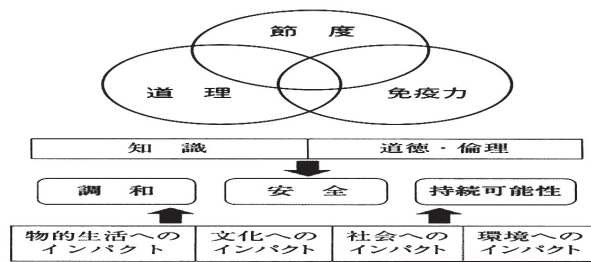 節 度
道 理 免疫力
知 識 道徳・倫理
調 和 安 全 持続可能性
物的生活への 文化への 社会への 環境への
インパクト インパクト インパクト インパクト